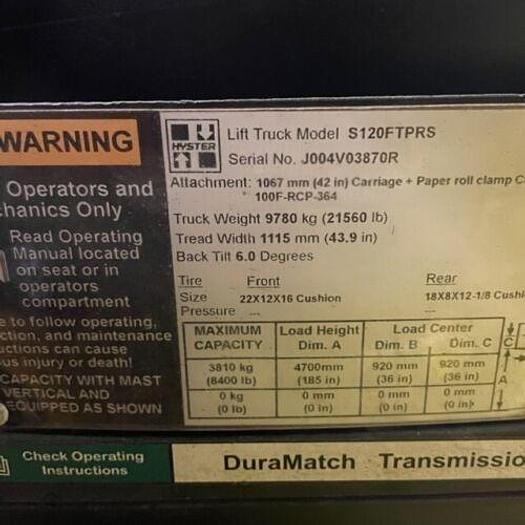 WARNING
Operators and
chanics Only
Read Operating
Manual located
on seat or in
operators
compartment
e to follow operating,
ction, and maintenance
uctions can cause
us injury or death!
CAPACITY WITH MAST
VERTICAL AND
EQUIPPED AS SHOWN
HYSTER
Lift Truck Model S120FTPRS
Serial No. J004V03870R
Attachment: 1067 mm (42 in) Carriage + Paper roll clamp C
100F-RCP-364
Truck Weight 9780 kg (21560 lb)
Tread Width 1115 mm (43.9 in)
Back Tilt 6.0 Degrees
Tire Front Rear
Size 22X12X16 Cushion 18X8X12-1/8 Cushi
Pressure --- ---
MAXIMUM CAPACITY Load Height Dim. A Load Center Dim. B Dim. C
3810 kg 4700mm 920 mm 920 mm
(8400 lb) (185 in) (36 in) (36 in)
0 kg 0 mm 0 mm 0 mm
(0 lb) (0 in) (0 in) (0 in)
C
A
Check Operating
Instructions
DuraMatch Transmissio